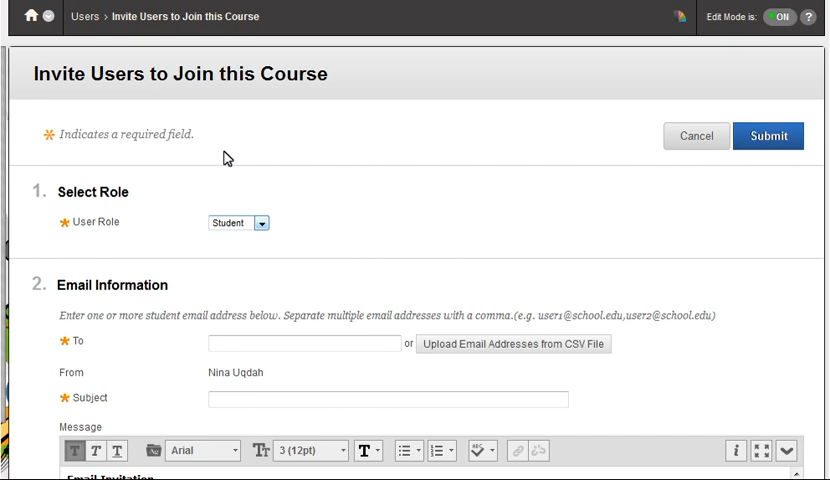 Users > Invite Users to Join this Course
Edit Mode is: ON ?
Invite Users to Join this Course
* Indicates a required field.
Cancel Submit
1. Select Role
* User Role Student
2. Email Information
Enter one or more student email address below. Separate multiple email addresses with a comma.(e.g. user1@school.edu,user2@school.edu)
* To or Upload Email Addresses from CSV File
From Nina Uqdah
* Subject
Message
T T T Arial T 3 (12pt) T
Email Invitation